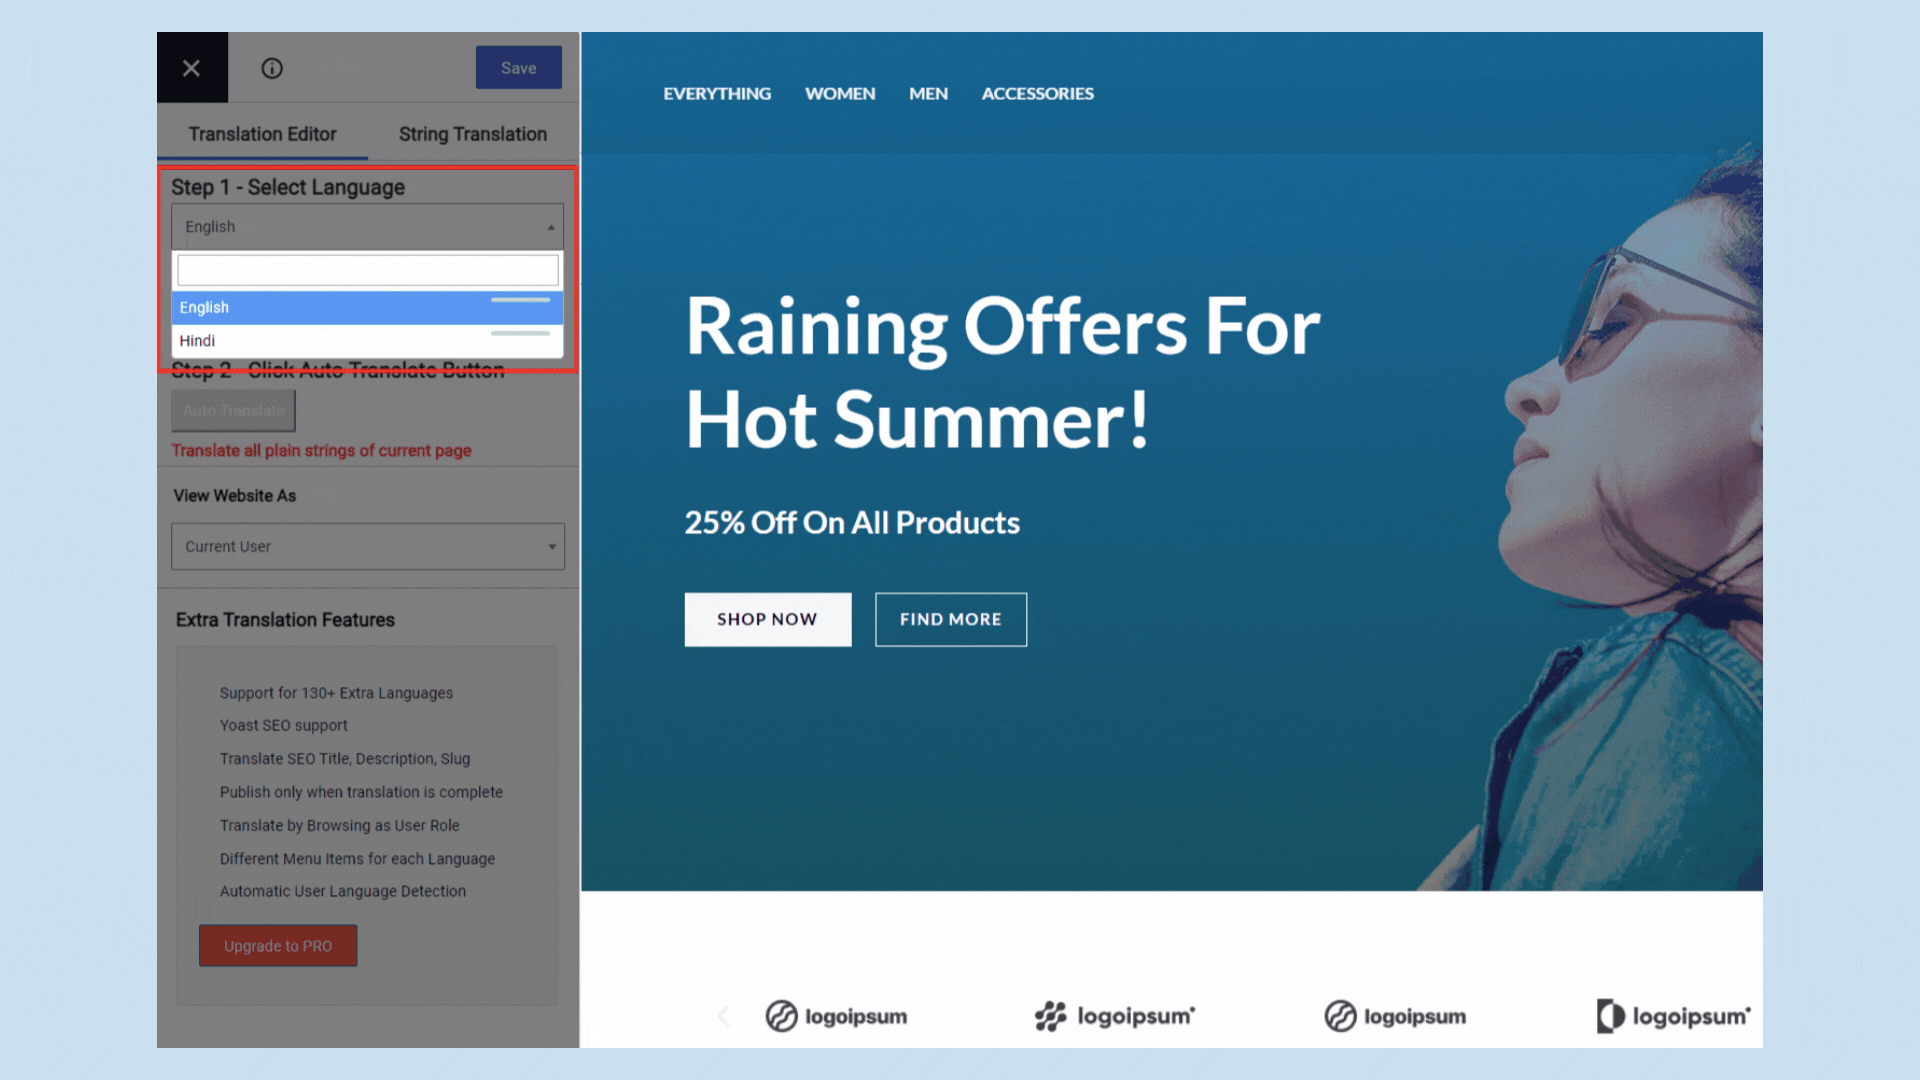 Save
Translation Editor
String Translation
Step 1 - Select Language
English
English
Hindi
Step 2 - Click Auto Translate Button
Auto Translate
Translate all plain strings of current page
View Website As
Current User
Extra Translation Features
Support for 130+ Extra Languages
Yoast SEO support
Translate SEO Title, Description, Slug
Publish only when translation is complete
Translate by Browsing as User Role
Different Menu Items for each Language
Automatic User Language Detection
Upgrade to PRO
EVERYTHING WOMEN MEN ACCESSORIES
Raining Offers For
Hot Summer!
25% Off On All Products
SHOP NOW
FIND MORE
logoipsum
logoipsum
logoipsum
logoipsum